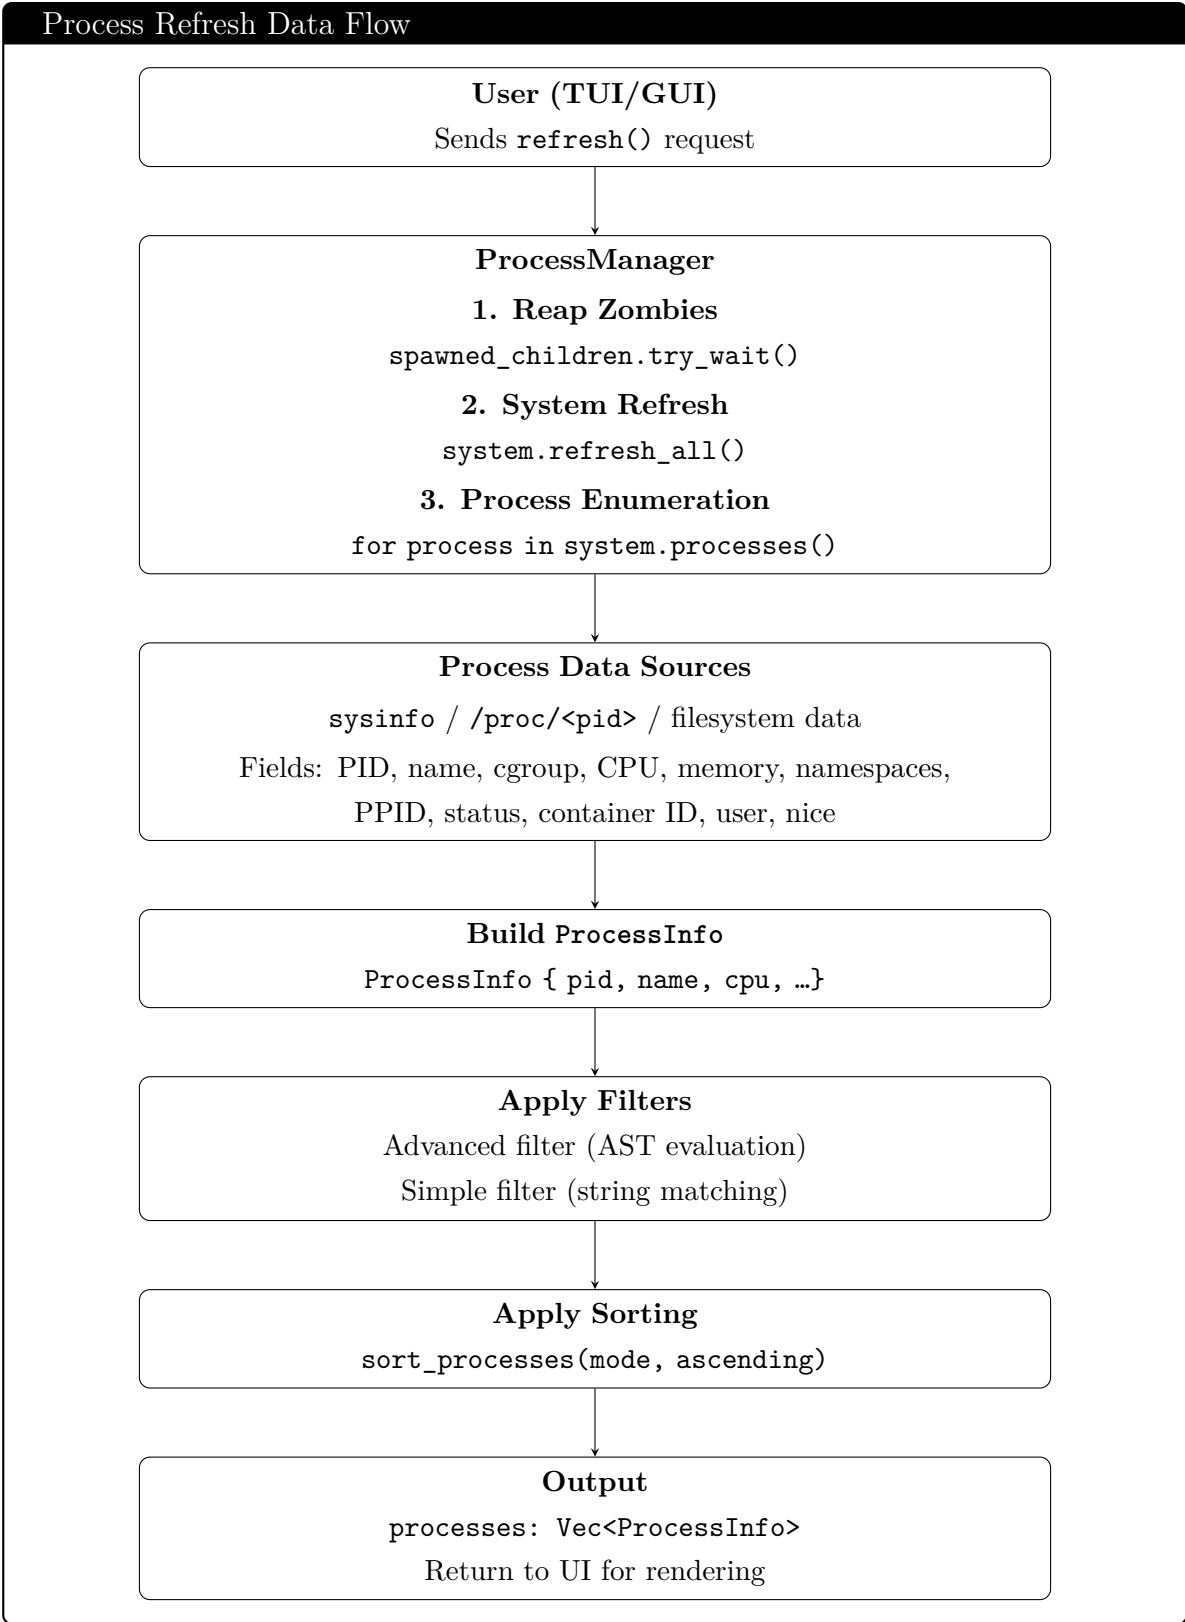 Process Refresh Data Flow
User (TUI/GUI)
Sends refresh() request
ProcessManager
1. Reap Zombies
spawned_children.try_wait()
2. System Refresh
system.refresh_all()
3. Process Enumeration
for process in system.processes()
Process Data Sources
sysinfo / /proc/<pid> / filesystem data
Fields: PID, name, cgroup, CPU, memory, namespaces,
PPID, status, container ID, user, nice
Build ProcessInfo
ProcessInfo { pid, name, cpu, …}
Apply Filters
Advanced filter (AST evaluation)
Simple filter (string matching)
Apply Sorting
sort_processes(mode, ascending)
Output
processes: Vec<ProcessInfo>
Return to UI for rendering